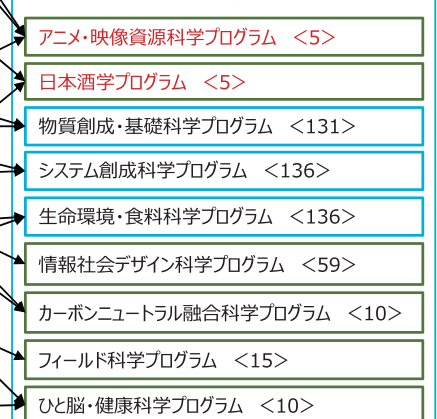 アニメ・映像資源科学プログラム <5>
日本酒学プログラム <5>
物質創成・基礎科学プログラム <131>
システム創成科学プログラム <136>
生命環境・食料科学プログラム <136>
情報社会デザイン科学プログラム <59>
カーボンニュートラル融合科学プログラム <10>
フィールド科学プログラム <15>
ひと脳・健康科学プログラム <10>